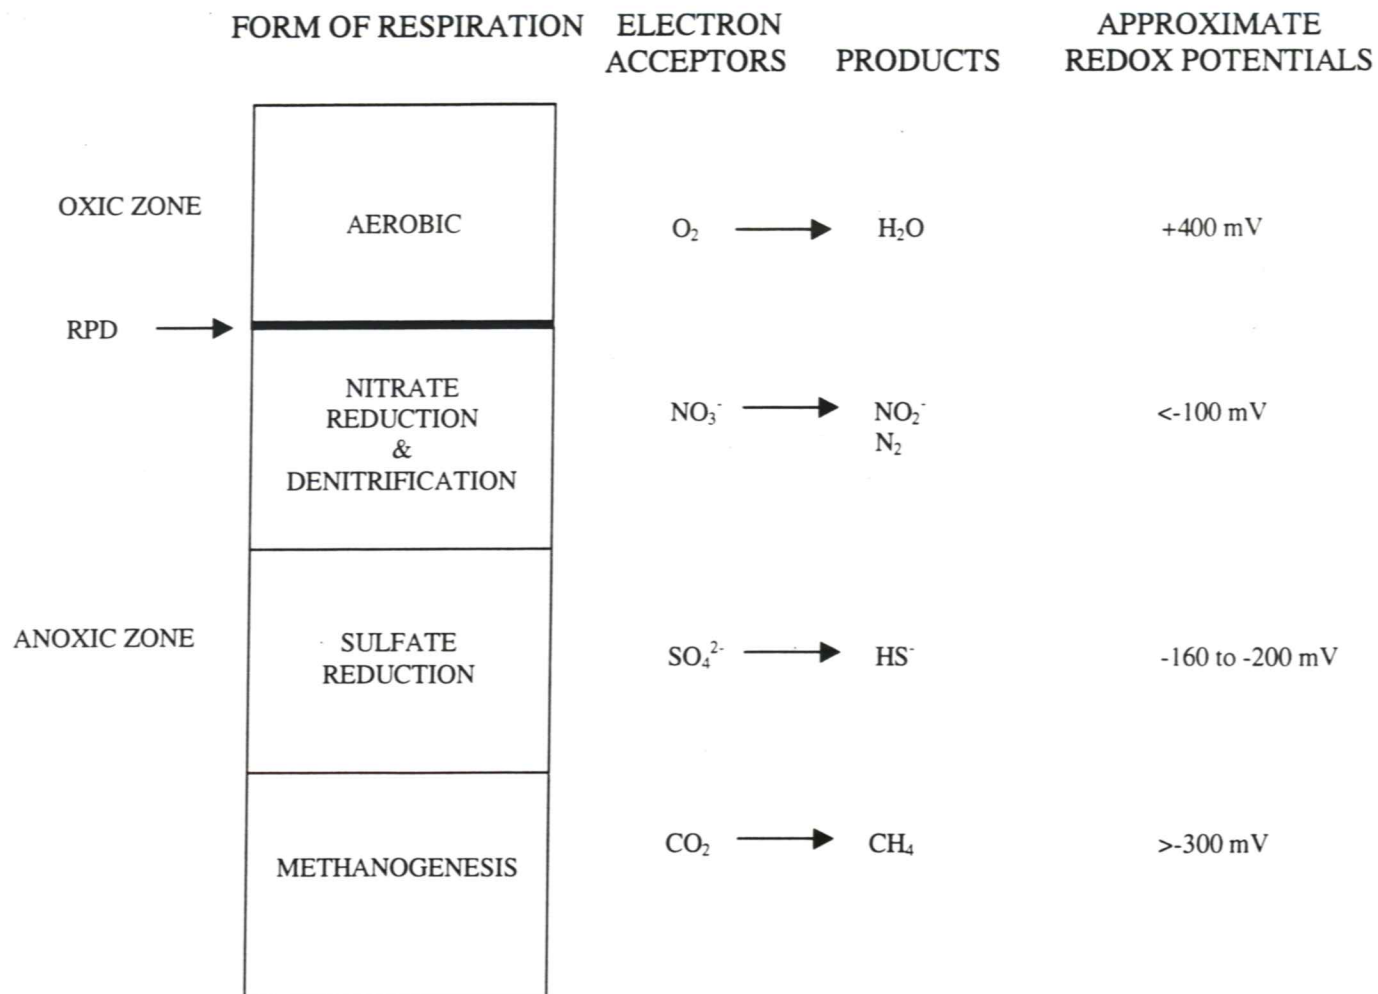 FORM OF RESPIRATION
ELECTRON
ACCEPTORS
PRODUCTS
APPROXIMATE
REDOX POTENTIALS
OXIC ZONE
AEROBIC
O₂
H₂O
+400 mV
RPD
NITRATE
REDUCTION
&
DENITRIFICATION
NO₃⁻
NO₂⁻
N₂
<-100 mV
ANOXIC ZONE
SULFATE
REDUCTION
SO₄²⁻
HS⁻
-160 to -200 mV
METHANOGENESIS
CO₂
CH₄
>-300 mV